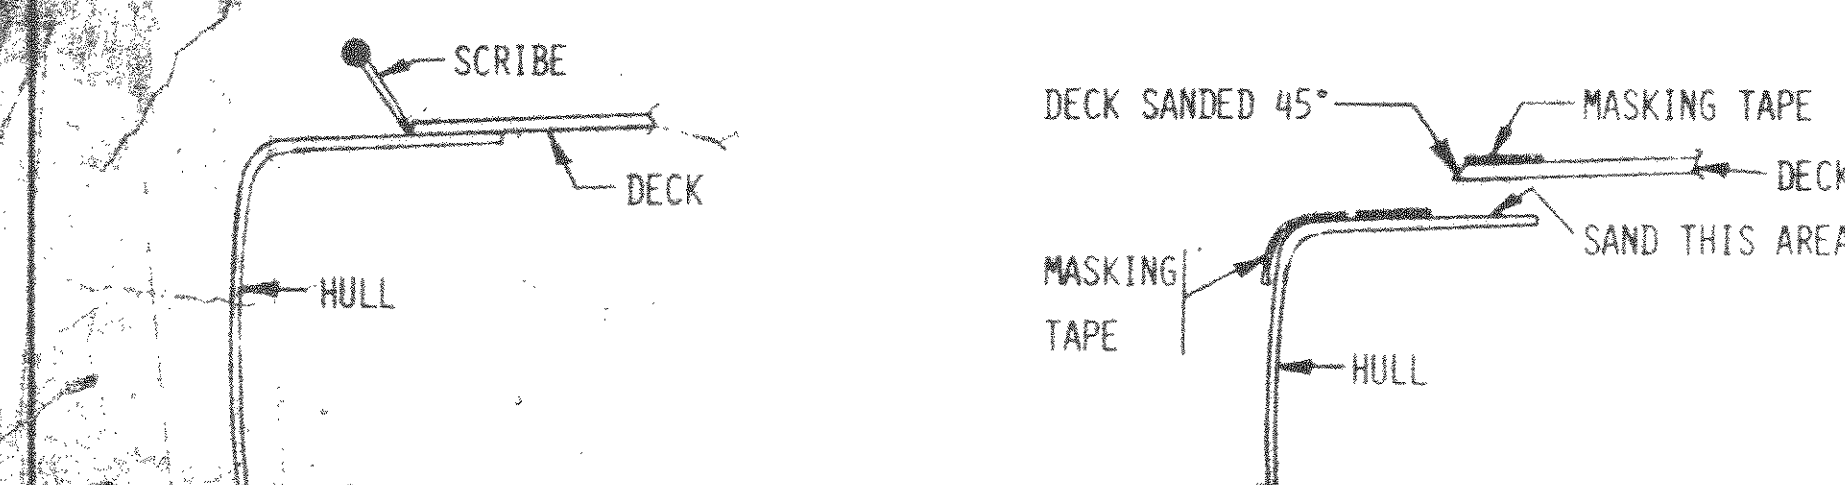 SCRIBE
DECK
HULL
DECK SANDED 45°
MASKING TAPE
DECK
SAND THIS AREA
MASKING
TAPE
HULL